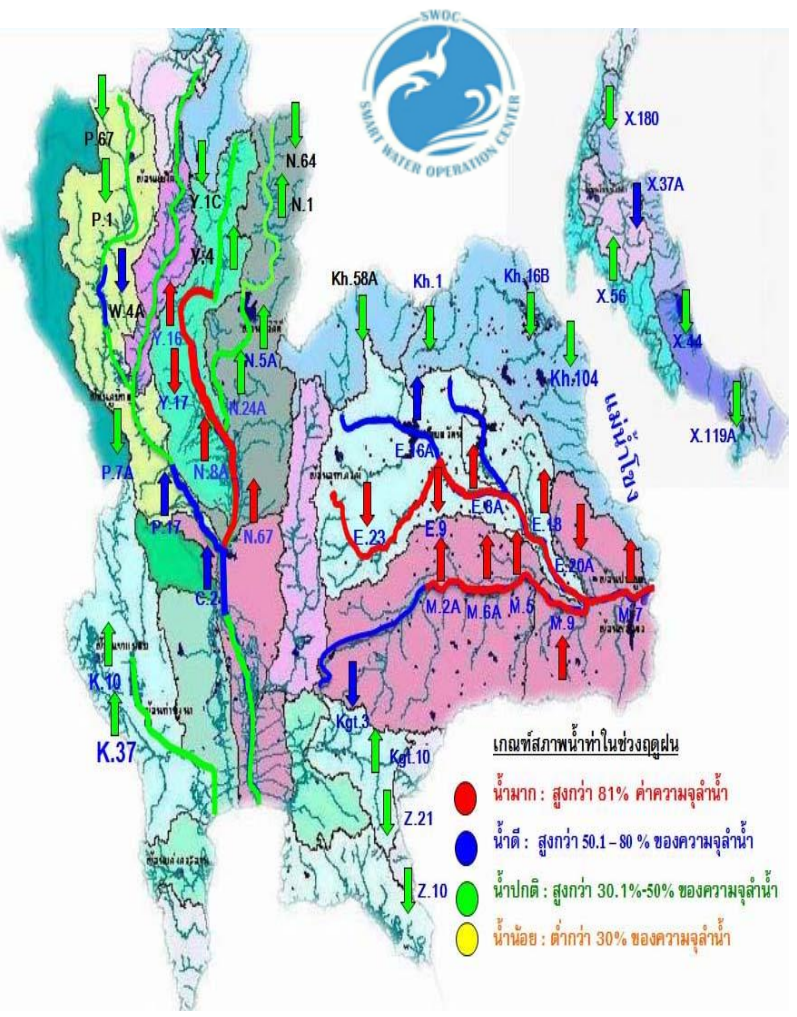 SWOC
SMART WATER OPERATION CENTER
P.67
P.1
W.4A
Y.1C
Y.4
N.64
N.1
Y.16
Y.17
N.5A
N.24A
N.8A
P.7A
P.17
N.67
C.2
K.10
K.37
Kh.58A
Kh.1
Kh.16B
Kh.104
แม่น้ำโขง
E.16A
E.8A
E.23
E.9
E.18
E.20A
M.2A
M.6A
M.5
M.9
M.7
Kgt.3
Kgt.10
Z.21
Z.10
X.180
X.37A
X.56
X.44
X.119A
เกณฑ์สภาพน้ำท่าในช่วงฤดูฝน
น้ำมาก : สูงกว่า 81% ค่าความจุลำน้ำ
น้ำดี : สูงกว่า 50.1 – 80 % ของความจุลำน้ำ
น้ำปกติ : สูงกว่า 30.1%-50% ของความจุลำน้ำ
น้ำน้อย : ต่ำกว่า 30% ของความจุลำน้ำ